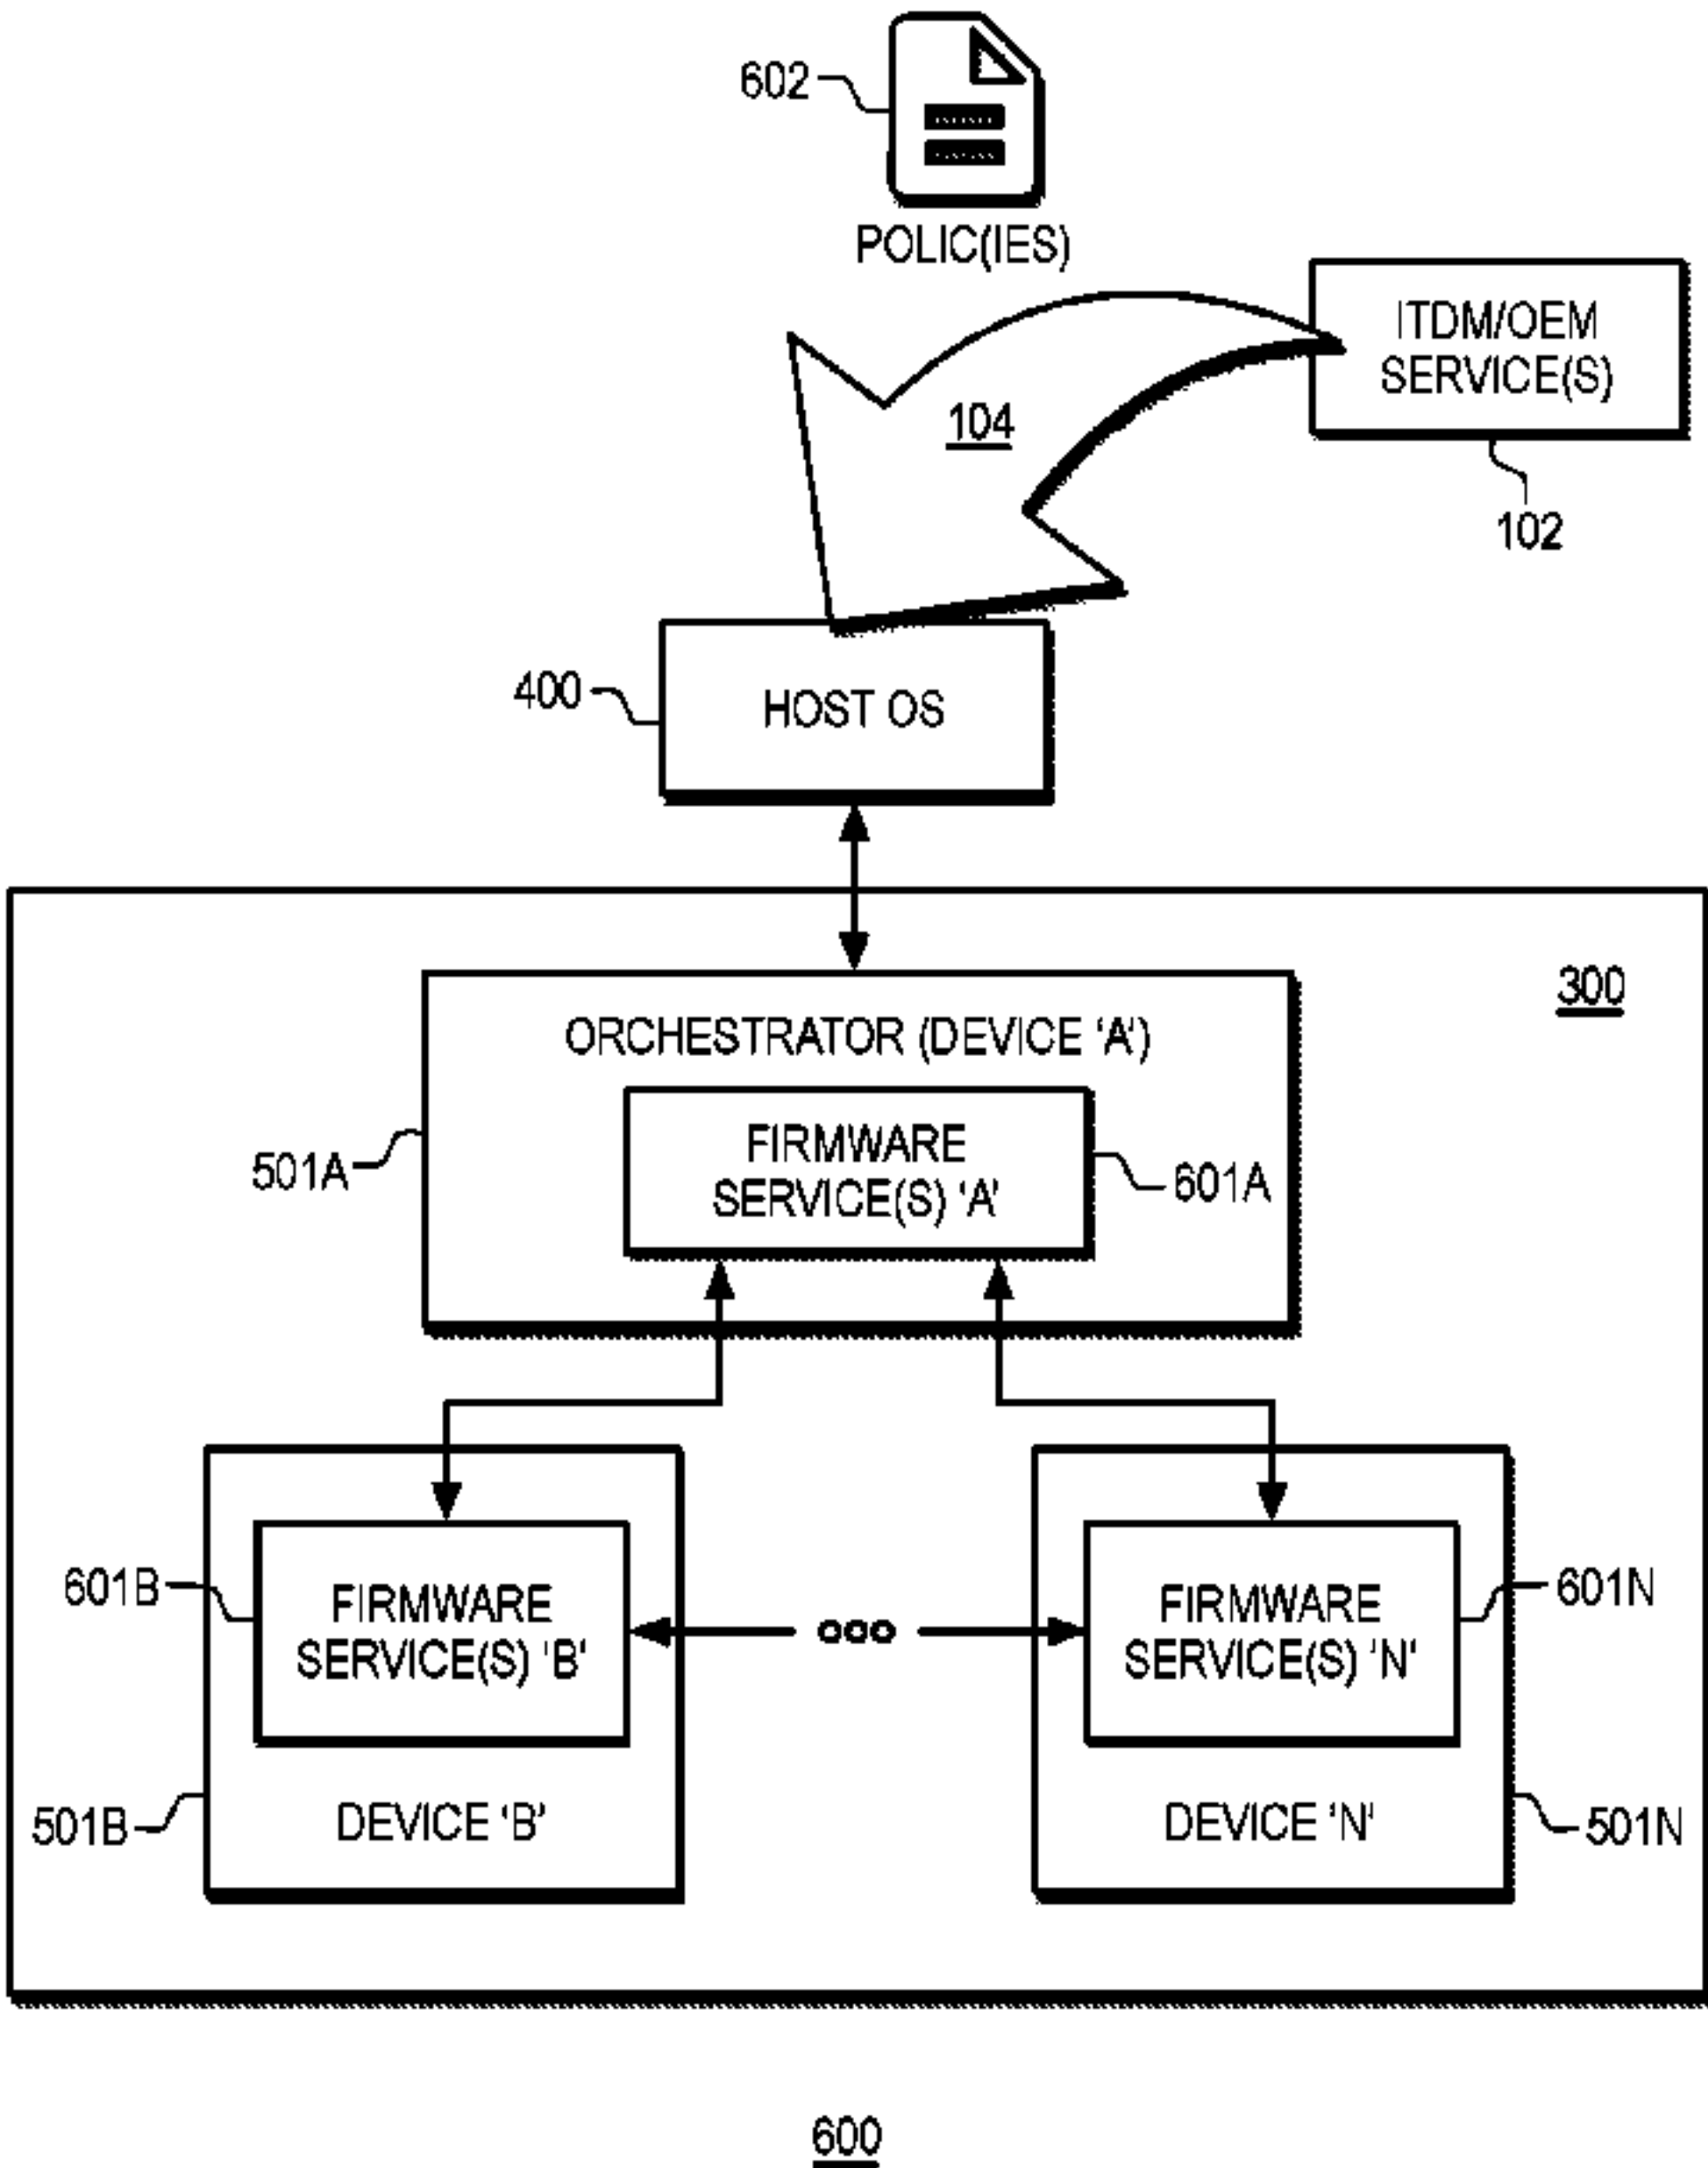 602
POLIC(IES)
ITDM/OEM
SERVICE(S)
104
102
400
HOST OS
300
ORCHESTRATOR (DEVICE ‘A’)
FIRMWARE
SERVICE(S) ‘A’
501A
601A
601B
FIRMWARE
SERVICE(S) ‘B’
FIRMWARE
SERVICE(S) ‘N’
601N
501B
DEVICE ‘B’
DEVICE ‘N’
501N
600